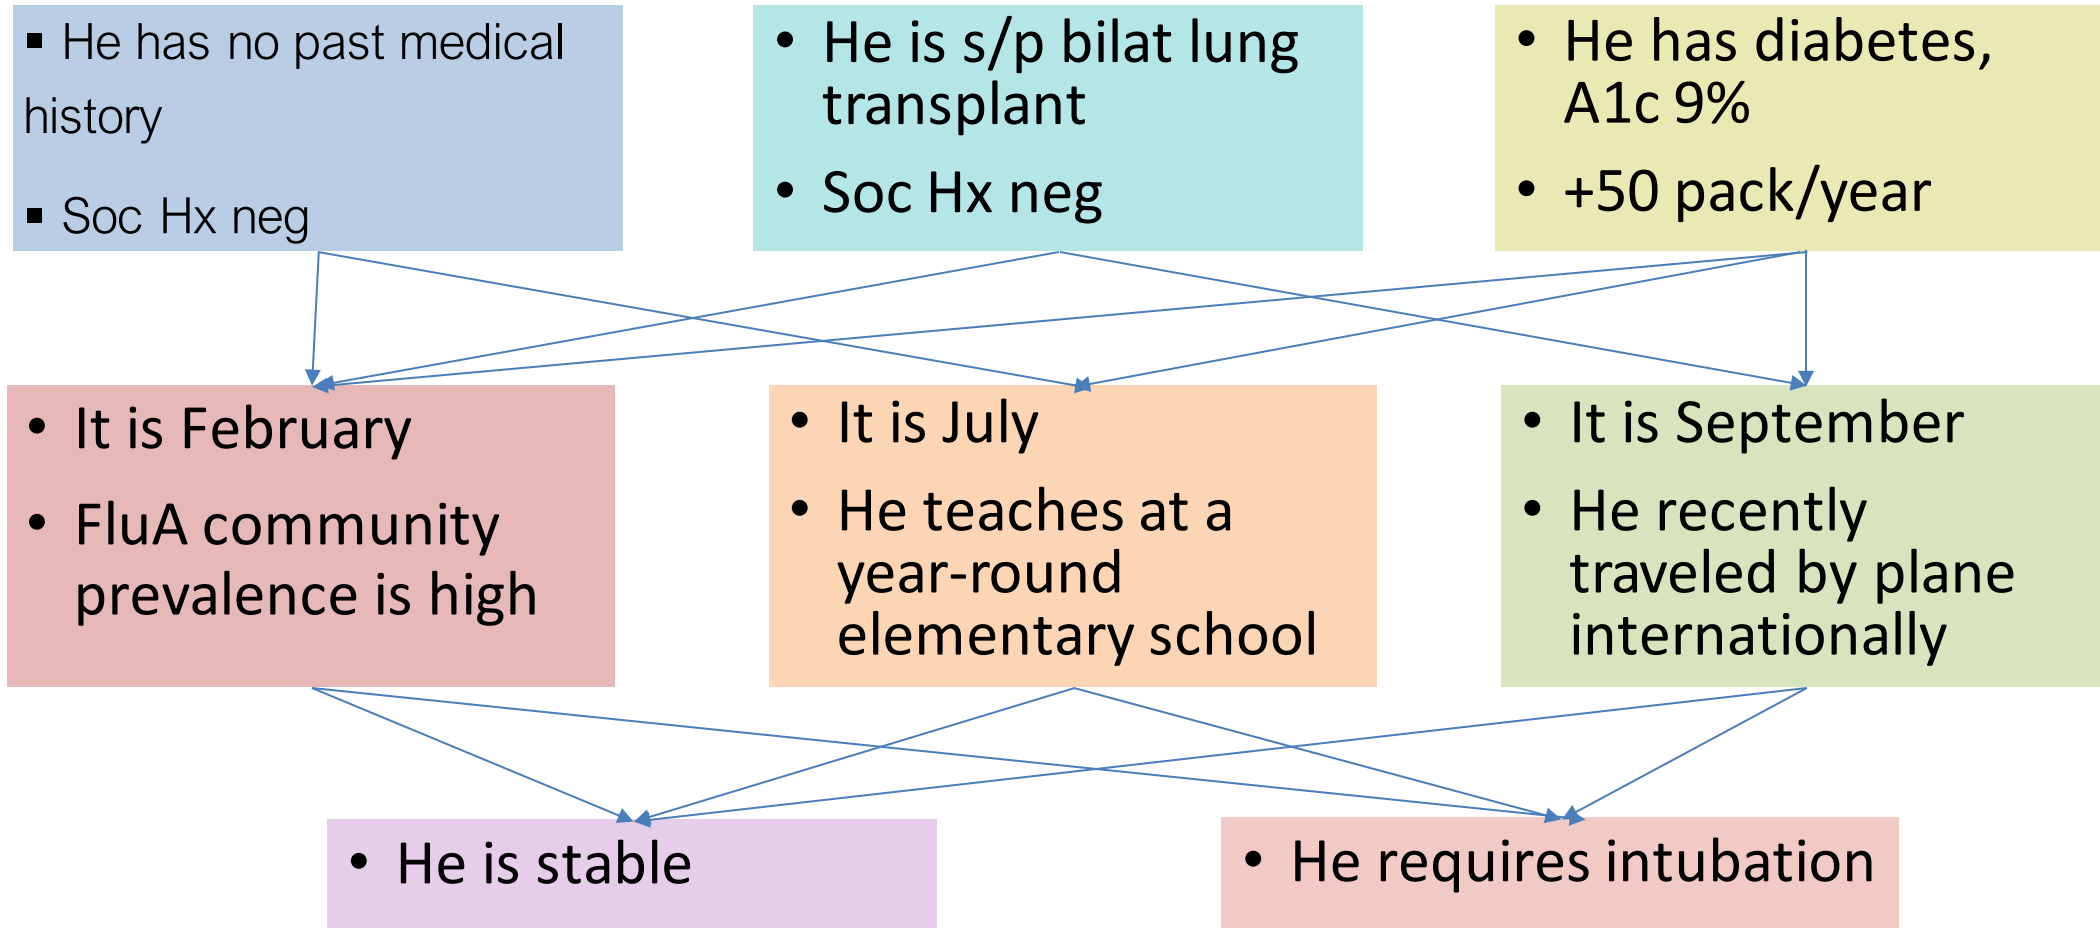 ▪ He has no past medical
history
▪ Soc Hx neg
• He is s/p bilat lung
transplant
• Soc Hx neg
• He has diabetes,
A1c 9%
• +50 pack/year
• It is February
• FluA community
prevalence is high
• It is July
• He teaches at a
year-round
elementary school
• It is September
• He recently
traveled by plane
internationally
• He is stable
• He requires intubation